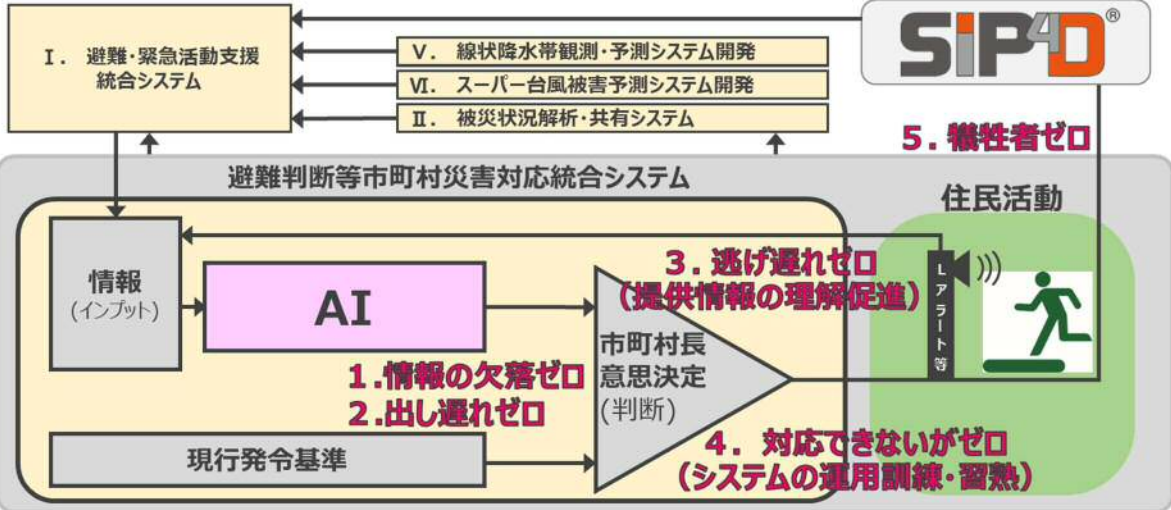 Ⅰ．避難・緊急活動支援
統合システム
Ⅴ．線状降水帯観測・予測システム開発
Ⅵ．スーパー台風被害予測システム開発
Ⅱ．被災状況解析・共有システム
SiP4D®
5．犠牲者ゼロ
避難判断等市町村災害対応統合システム
住民活動
情報
(インプット)
AI
3．逃げ遅れゼロ
（提供情報の理解促進）
Lアラート等
市町村長
意思決定
(判断)
1.情報の欠落ゼロ
2.出し遅れゼロ
現行発令基準
4．対応できないがゼロ
（システムの運用訓練・習熟）